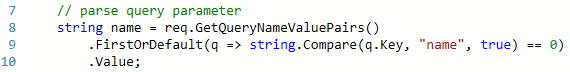 7 // parse query parameter
8 string name = req.GetQueryNameValuePairs()
9 .FirstOrDefault(q => string.Compare(q.Key, "name", true) == 0)
10 .Value;